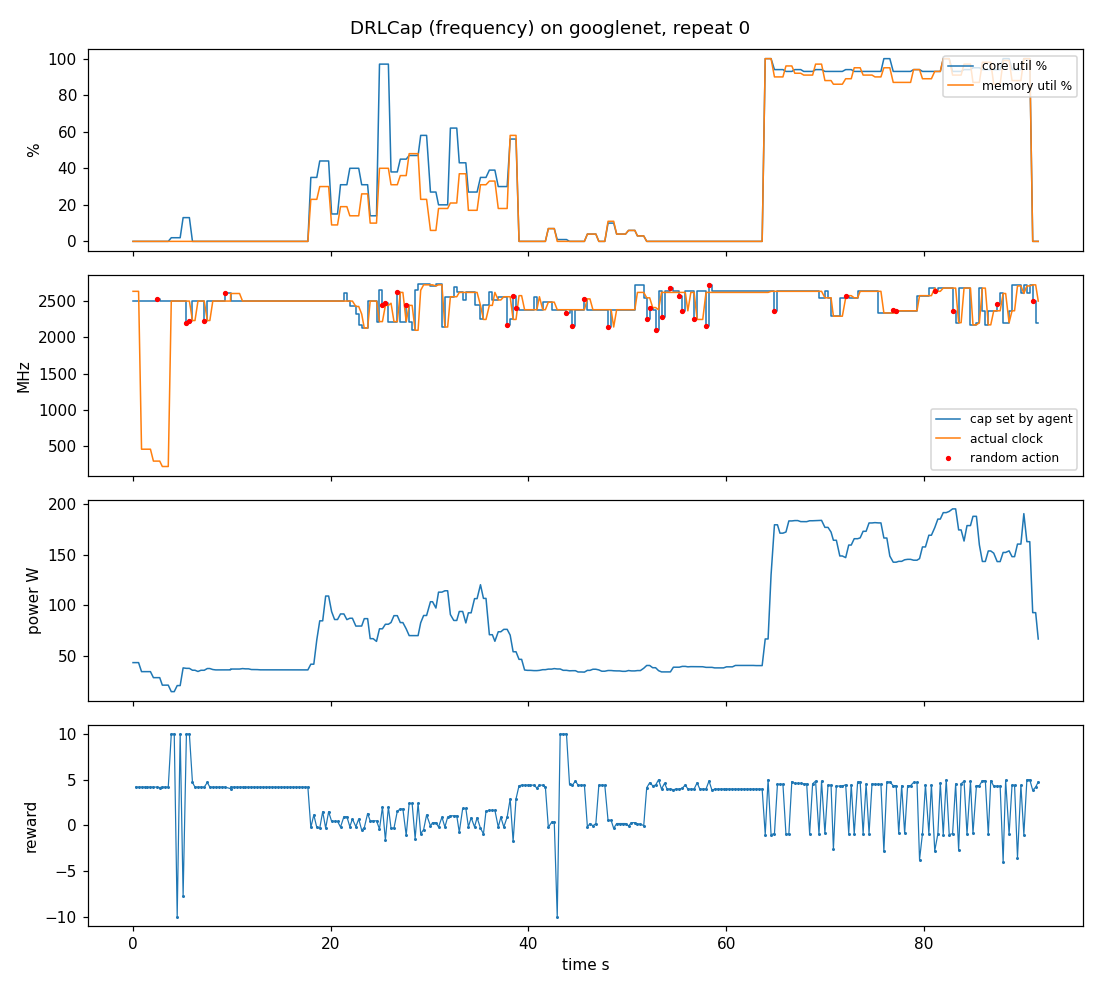 DRLCap (frequency) on googlenet, repeat 0
100
80
60
40
20
0
%
core util %
memory util %
2500
2000
1500
1000
500
MHz
cap set by agent
actual clock
random action
200
150
100
50
power W
10
5
0
−5
−10
reward
0
20
40
60
80
time s